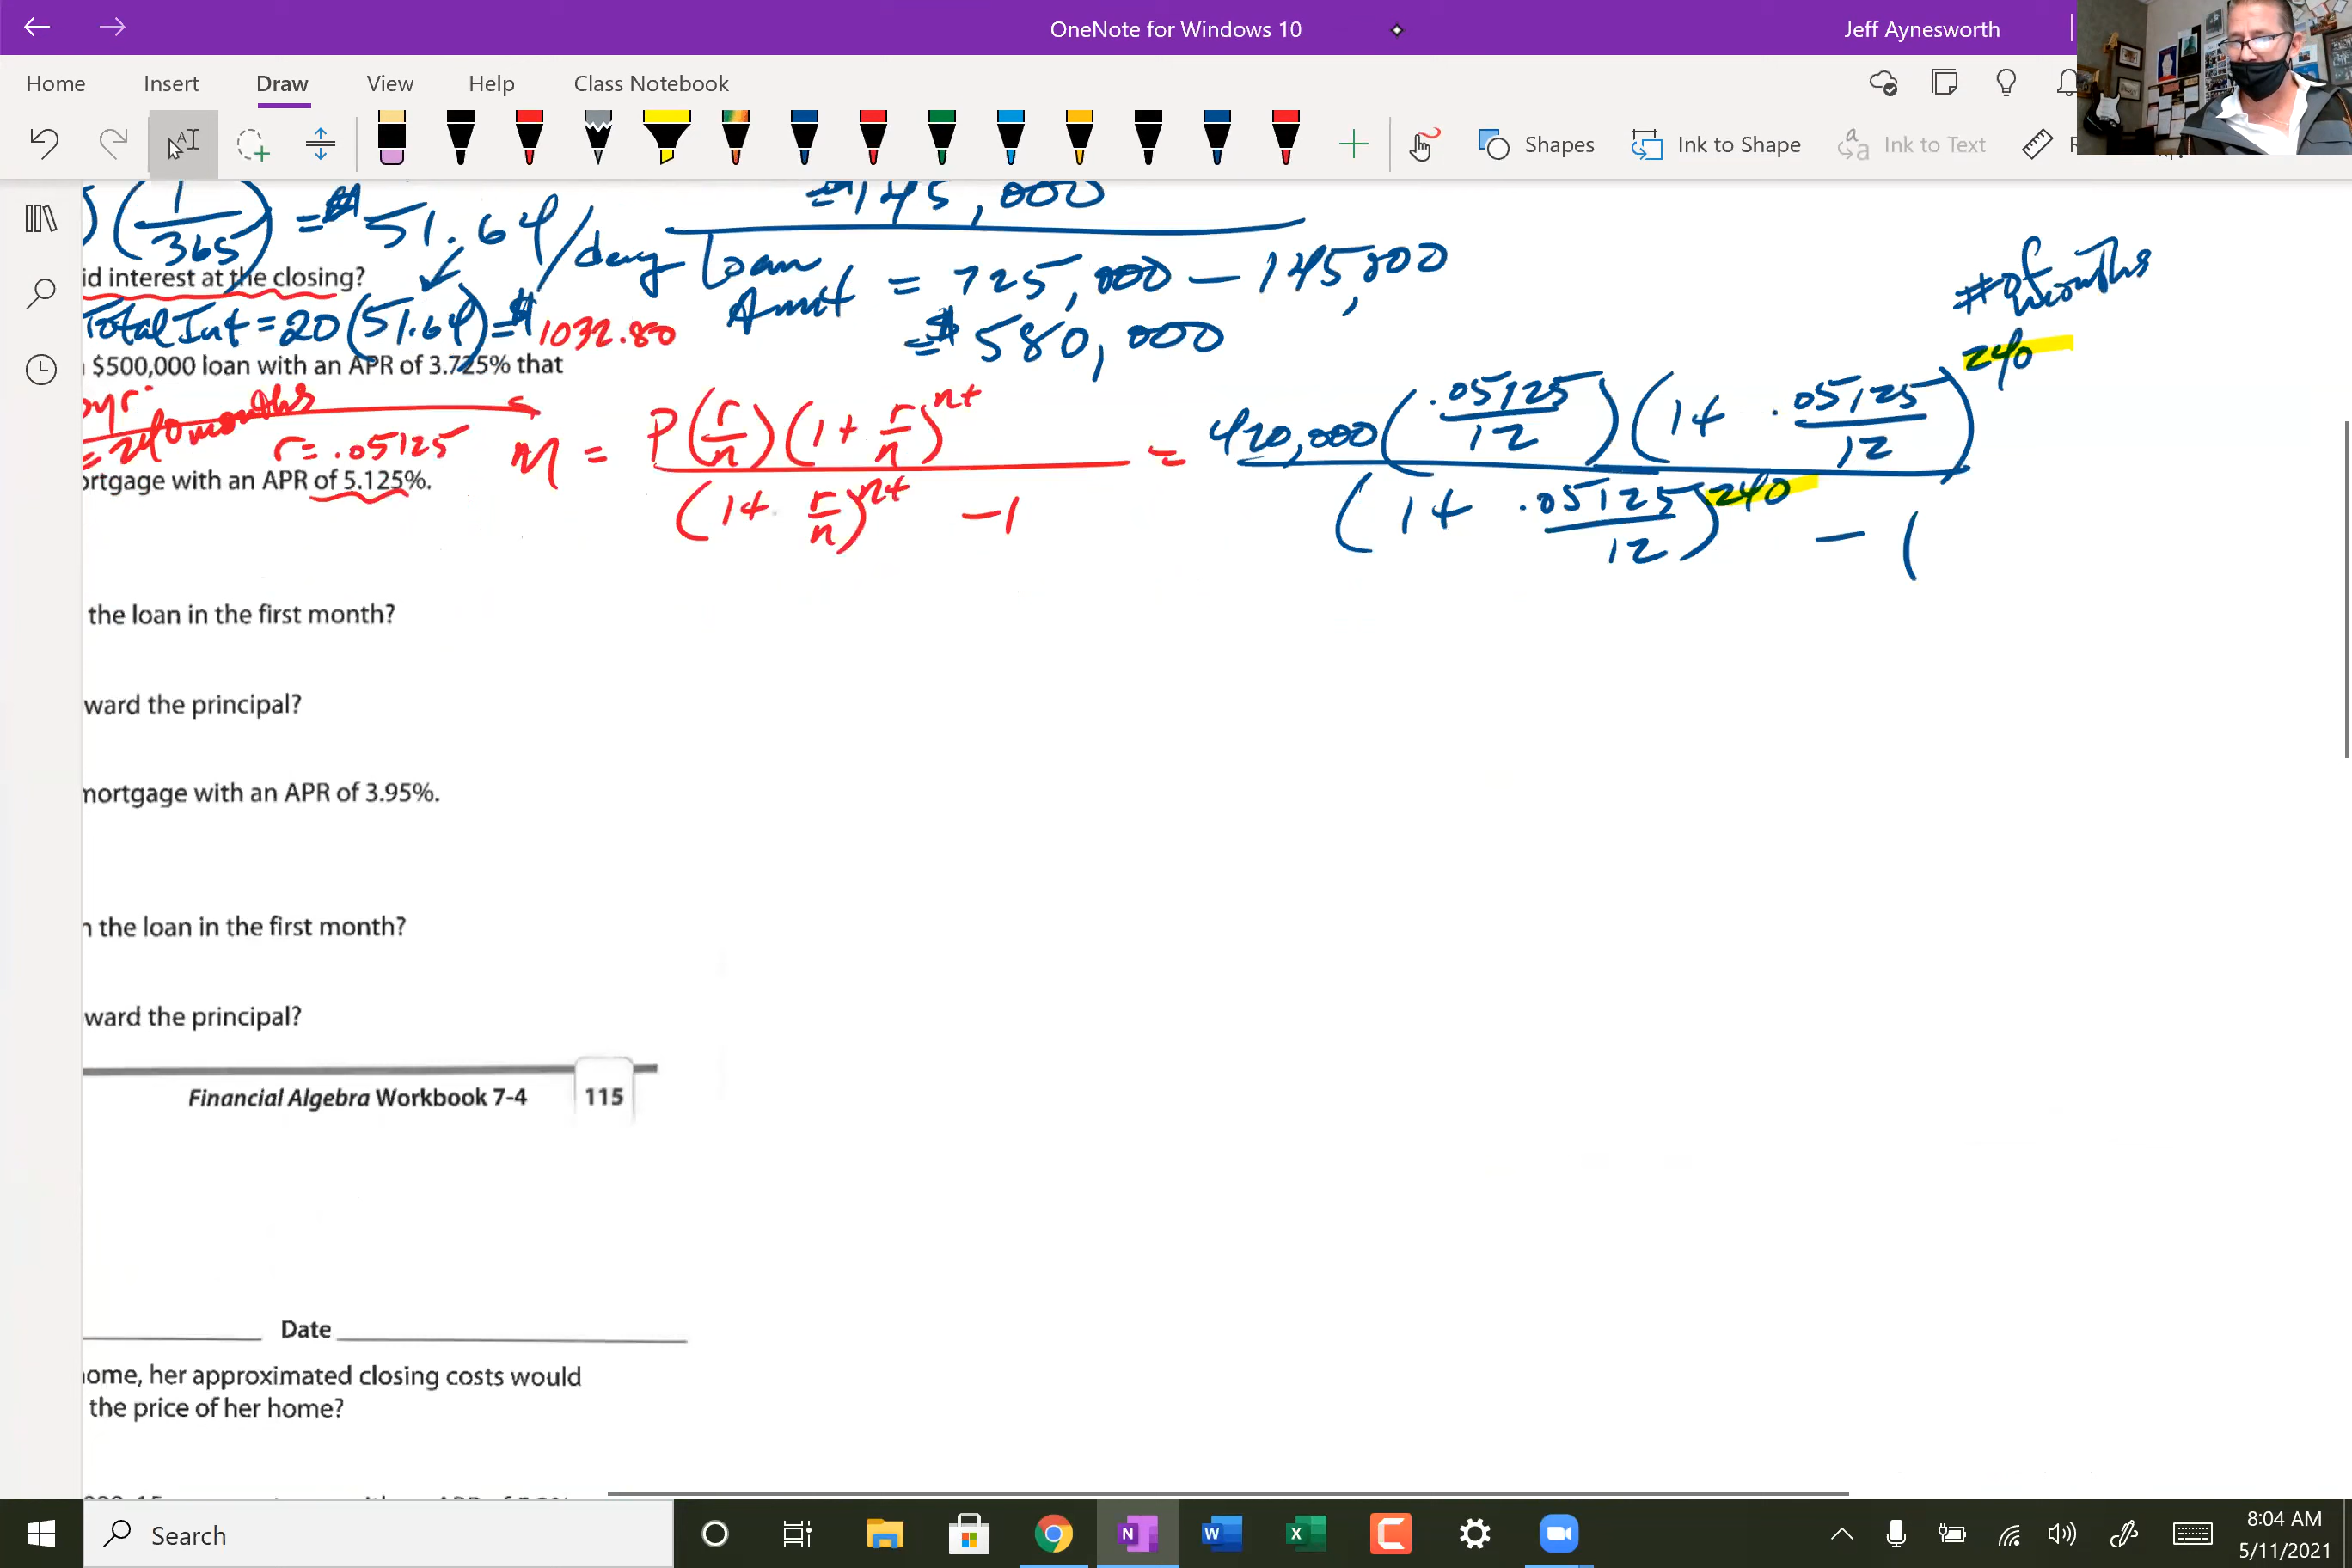 OneNote for Windows 10
Jeff Aynesworth
Home Insert Draw View Help Class Notebook
Shapes Ink to Shape Ink to Text
) (1/365) = $51.64/day
=145,000
id interest at the closing?
Loan Amt = 725,000 − 145,000
= $580,000
Total Int = 20(51.64) = $1032.80
# of months
$500,000 loan with an APR of 3.725% that
= 240 months
r = .05125
ortgage with an APR of 5.125%.
M = P(r/n)(1 + r/n)^nt / (1 + r/n)^nt − 1 = 420,000(.05125/12)(1 + .05125/12)^240 / (1 + .05125/12)^240 − 1
the loan in the first month?
ward the principal?
mortgage with an APR of 3.95%.
n the loan in the first month?
ward the principal?
Financial Algebra Workbook 7-4 115
Date
ome, her approximated closing costs would
the price of her home?
Search
8:04 AM
5/11/2021